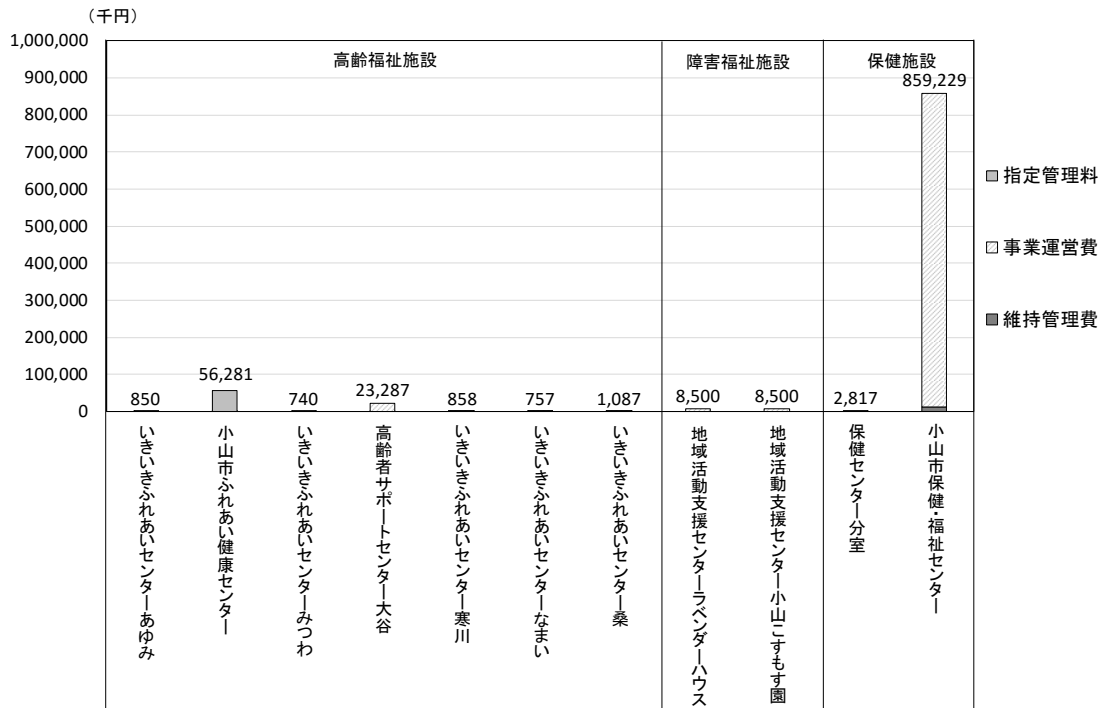 （千円）
1,000,000
900,000
800,000
700,000
600,000
500,000
400,000
300,000
200,000
100,000
0
高齢福祉施設
障害福祉施設
保健施設
850
56,281
740
23,287
858
757
1,087
8,500
8,500
2,817
859,229
いきいきふれあいセンターあゆみ
小山市ふれあい健康センター
いきいきふれあいセンターみつわ
高齢者サポートセンター大谷
いきいきふれあいセンター寒川
いきいきふれあいセンターなまい
いきいきふれあいセンター桑
地域活動支援センターラベンダーハウス
地域活動支援センター小山こすもす園
保健センター分室
小山市保健・福祉センター
指定管理料
事業運営費
維持管理費